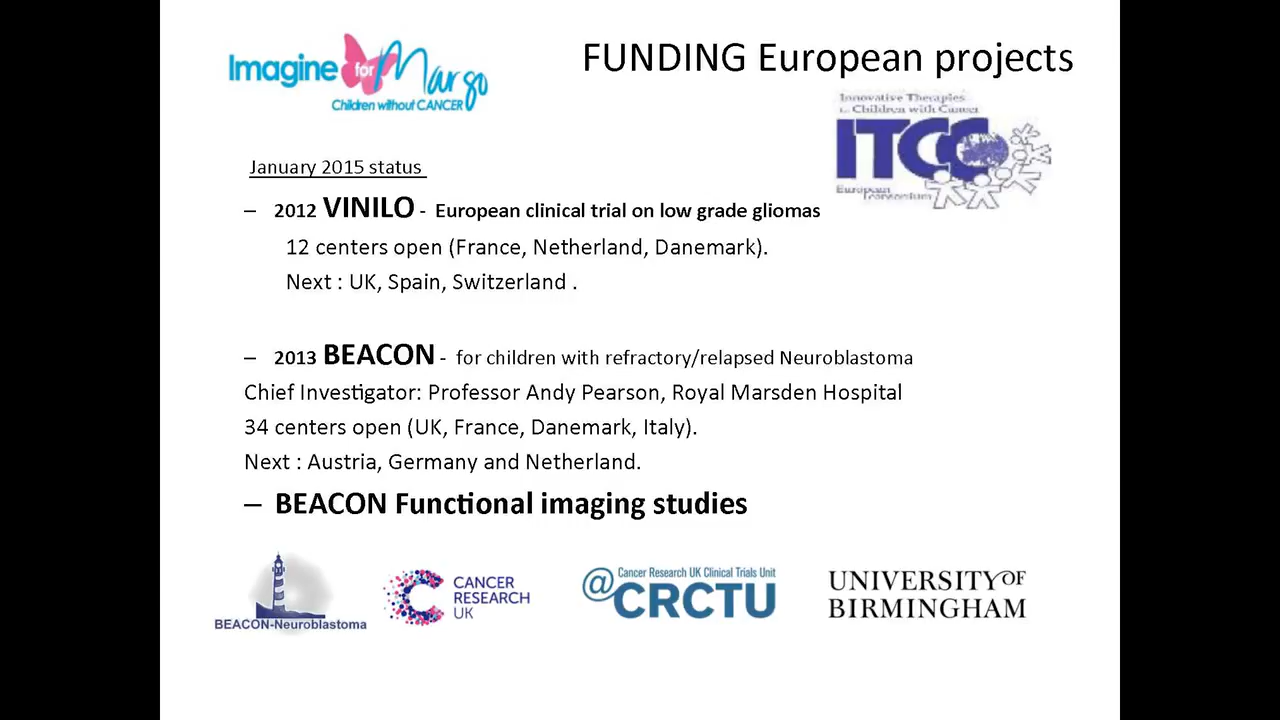 Imagine for Margo
Children without CANCER
FUNDING European projects
Innative Therapies
for Children with Cancer
ITCC
European
Consortium
January 2015 status
– 2012 VINILO - European clinical trial on low grade gliomas
12 centers open (France, Netherland, Danemark).
Next : UK, Spain, Switzerland .
– 2013 BEACON - for children with refractory/relapsed Neuroblastoma
Chief Investigator: Professor Andy Pearson, Royal Marsden Hospital
34 centers open (UK, France, Danemark, Italy).
Next : Austria, Germany and Netherland.
– BEACON Functional imaging studies
BEACON-Neuroblastoma
CANCER
RESEARCH
UK
@ Cancer Research UK Clinical Trials Unit
CRCTU
UNIVERSITY OF
BIRMINGHAM